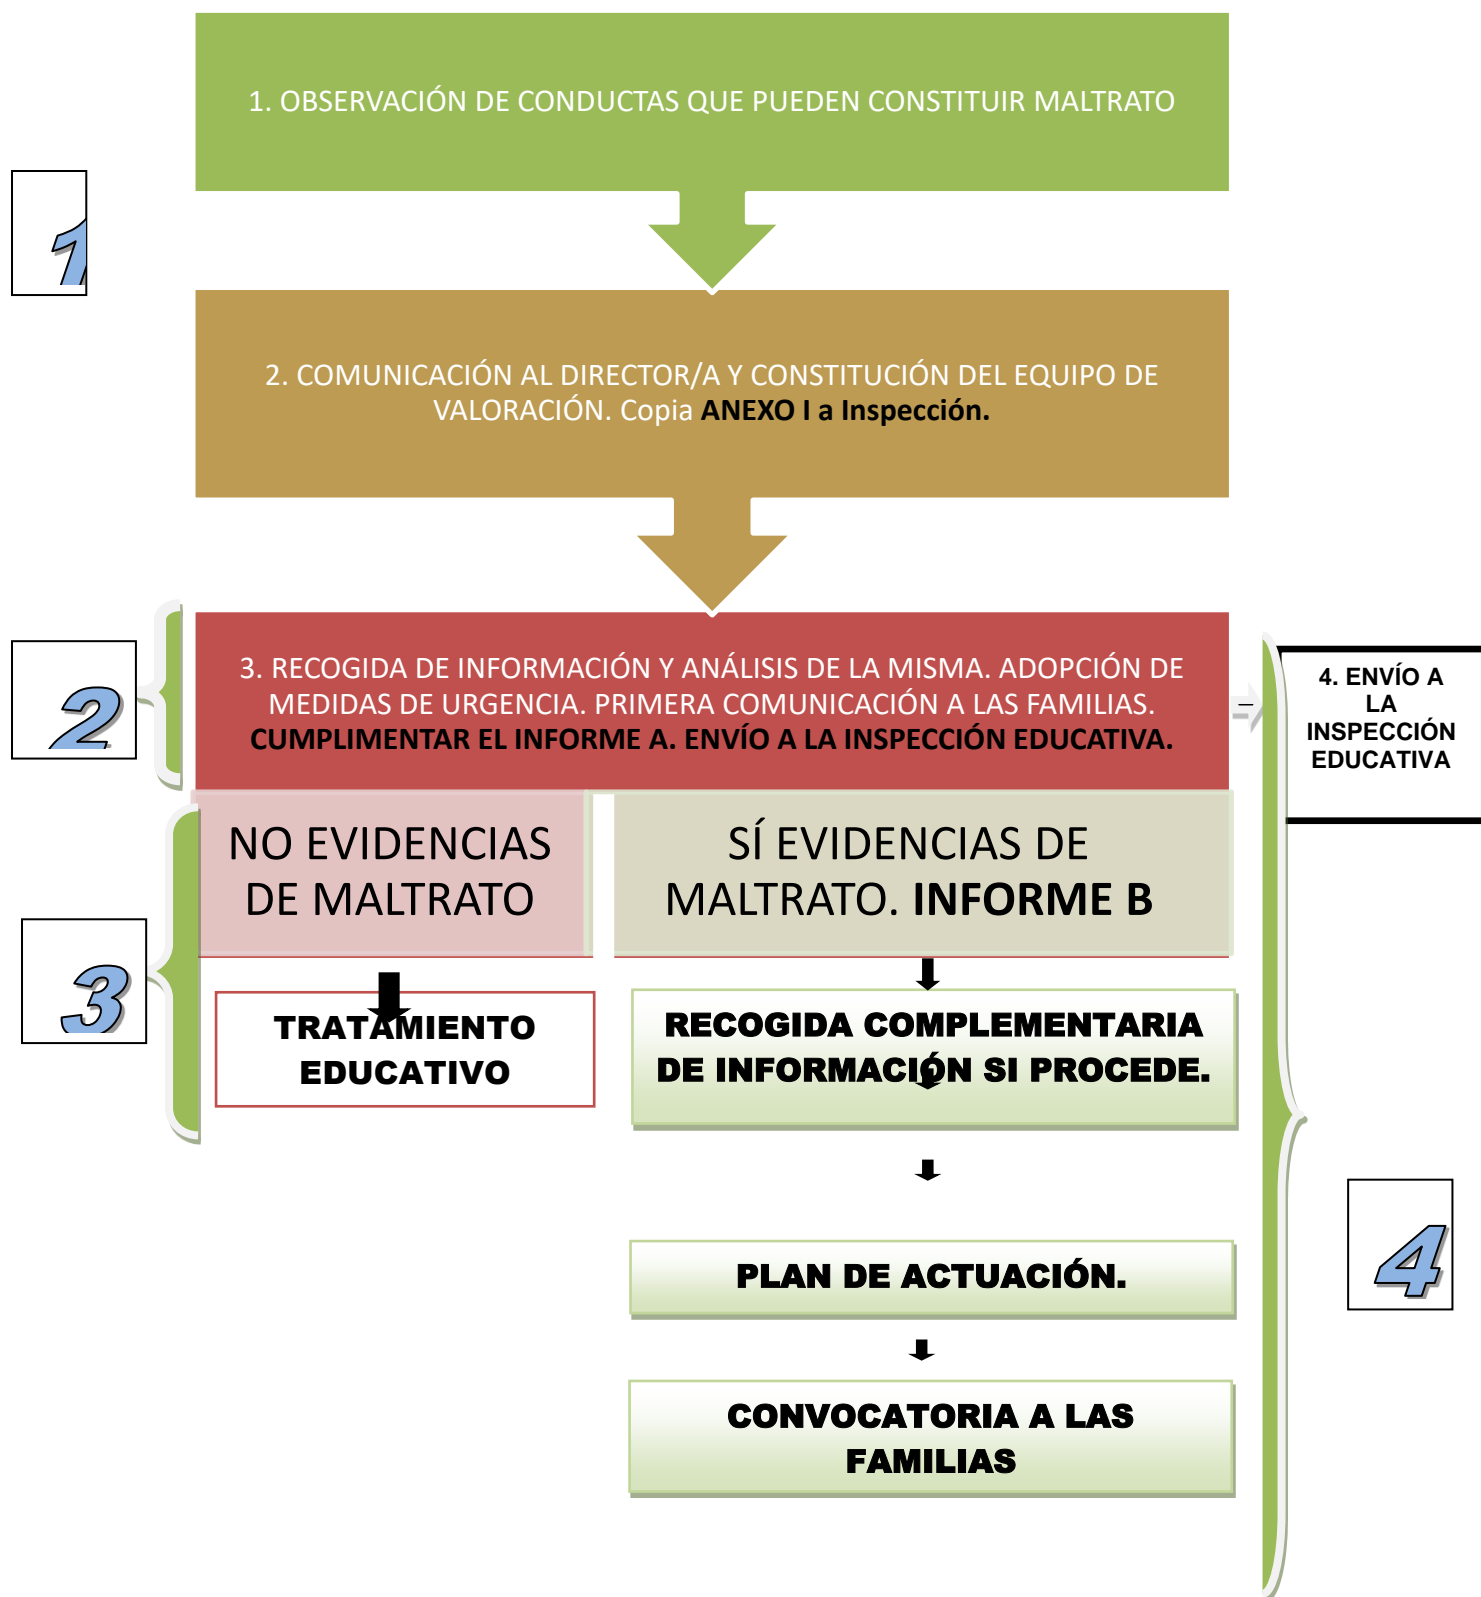 1. OBSERVACIÓN DE CONDUCTAS QUE PUEDEN CONSTITUIR MALTRATO
1
2. COMUNICACIÓN AL DIRECTOR/A Y CONSTITUCIÓN DEL EQUIPO DE
VALORACIÓN. Copia ANEXO I a Inspección.
2
3. RECOGIDA DE INFORMACIÓN Y ANÁLISIS DE LA MISMA. ADOPCIÓN DE
MEDIDAS DE URGENCIA. PRIMERA COMUNICACIÓN A LAS FAMILIAS.
CUMPLIMENTAR EL INFORME A. ENVÍO A LA INSPECCIÓN EDUCATIVA.
4. ENVÍO A
LA
INSPECCIÓN
EDUCATIVA
3
NO EVIDENCIAS
DE MALTRATO
SÍ EVIDENCIAS DE
MALTRATO. INFORME B
TRATAMIENTO
EDUCATIVO
RECOGIDA COMPLEMENTARIA
DE INFORMACIÓN SI PROCEDE.
4
PLAN DE ACTUACIÓN.
CONVOCATORIA A LAS
FAMILIAS